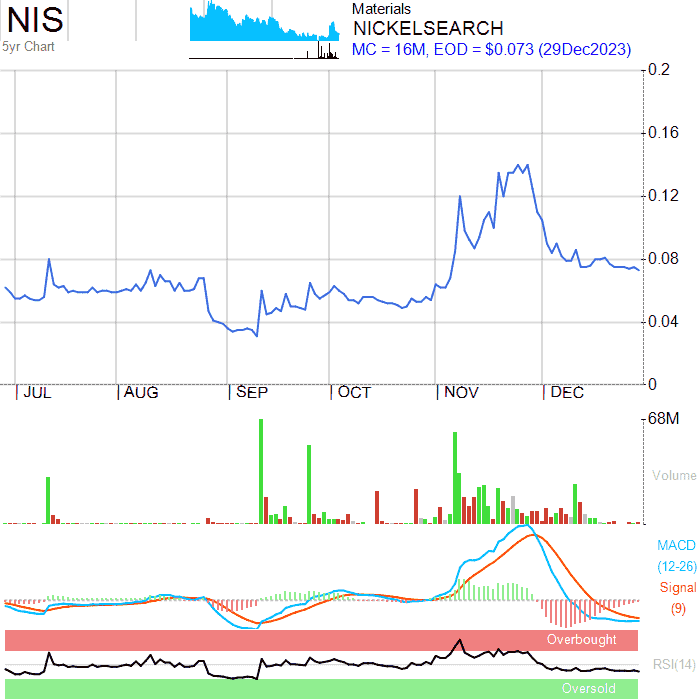 NIS
5yr Chart
Materials
NICKELSEARCH
MC = 16M, EOD = $0.073 (29Dec2023)
0.2
0.16
0.12
0.08
0.04
0
JUL AUG SEP OCT NOV DEC
68M
Volume
MACD
(12-26)
Signal
(9)
Overbought
RSI(14)
Oversold